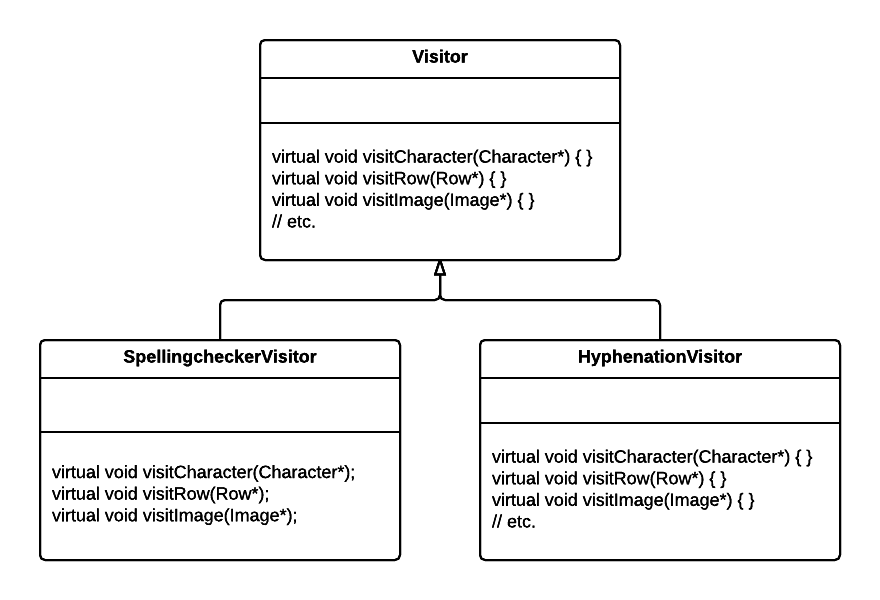 Visitor
virtual void visitCharacter(Character*) { }
virtual void visitRow(Row*) { }
virtual void visitImage(Image*) { }
// etc.
SpellingcheckerVisitor
virtual void visitCharacter(Character*);
virtual void visitRow(Row*);
virtual void visitImage(Image*);
HyphenationVisitor
virtual void visitCharacter(Character*) { }
virtual void visitRow(Row*) { }
virtual void visitImage(Image*) { }
// etc.